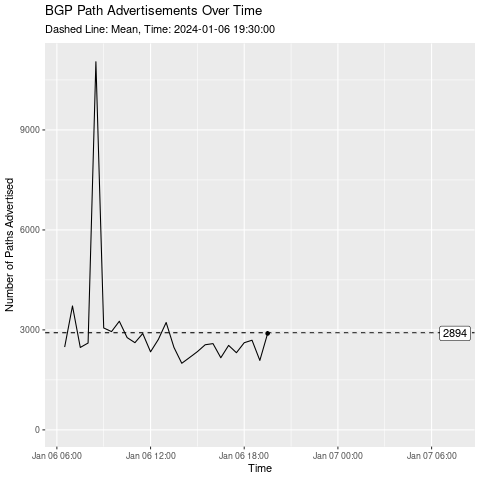 BGP Path Advertisements Over Time
Dashed Line: Mean, Time: 2024-01-06 19:30:00
Number of Paths Advertised
9000
6000
3000
0
2894
Jan 06 06:00 Jan 06 12:00 Jan 06 18:00 Jan 07 00:00 Jan 07 06:00
Time